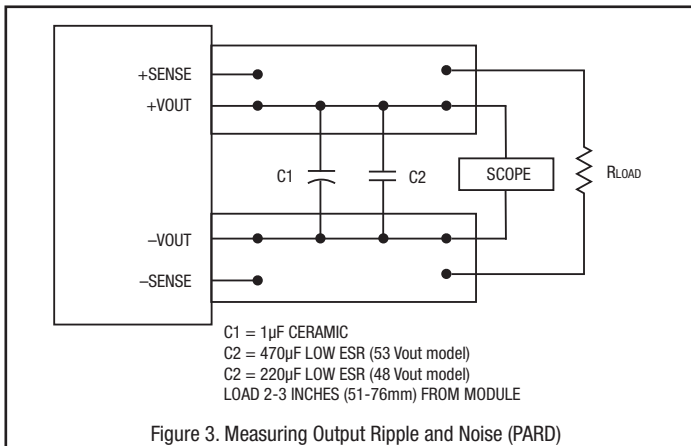 +SENSE
+VOUT
C1
C2
SCOPE
RLOAD
−VOUT
−SENSE
C1 = 1µF CERAMIC
C2 = 470µF LOW ESR (53 Vout model)
C2 = 220µF LOW ESR (48 Vout model)
LOAD 2-3 INCHES (51-76mm) FROM MODULE
Figure 3. Measuring Output Ripple and Noise (PARD)